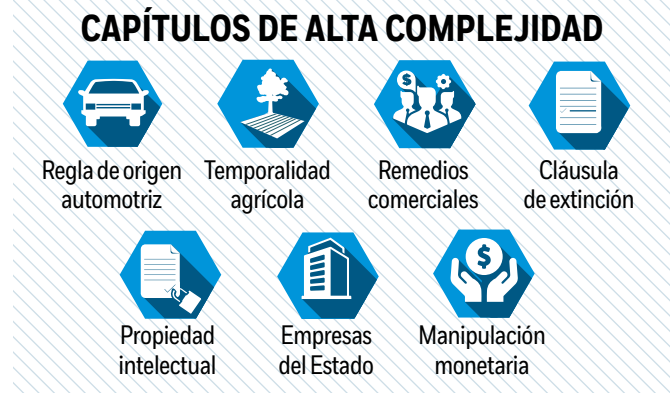 CAPÍTULOS DE ALTA COMPLEJIDAD
Regla de origen
automotriz
Temporalidad
agrícola
Remedios
comerciales
Cláusula
de extinción
Propiedad
intelectual
Empresas
del Estado
Manipulación
monetaria